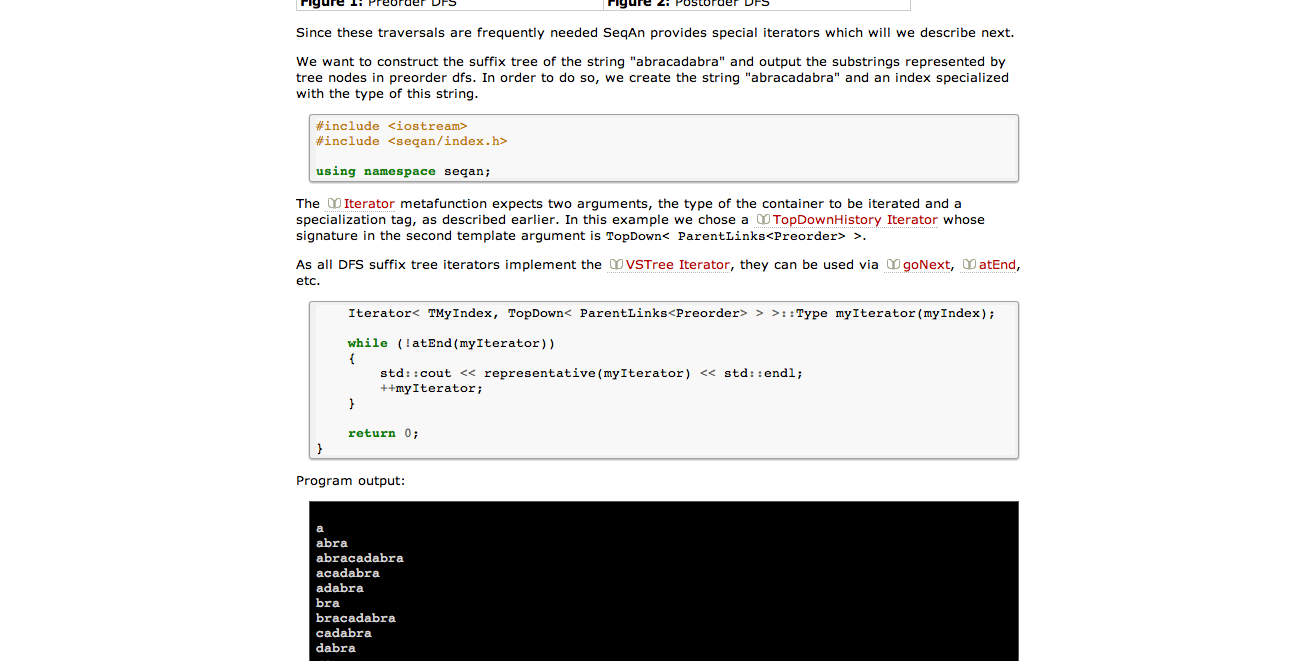 Figure 1: Preorder DFS Figure 2: Postorder DFS
Since these traversals are frequently needed SeqAn provides special iterators which will we describe next.
We want to construct the suffix tree of the string "abracadabra" and output the substrings represented by
tree nodes in preorder dfs. In order to do so, we create the string "abracadabra" and an index specialized
with the type of this string.
#include <iostream>
#include <seqan/index.h>
using namespace seqan;
The Iterator metafunction expects two arguments, the type of the container to be iterated and a
specialization tag, as described earlier. In this example we chose a TopDownHistory Iterator whose
signature in the second template argument is TopDown< ParentLinks<Preorder> >.
As all DFS suffix tree iterators implement the VSTree Iterator, they can be used via goNext, atEnd,
etc.
Iterator< TMyIndex, TopDown< ParentLinks<Preorder> > >::Type myIterator(myIndex);
while (!atEnd(myIterator))
{
std::cout << representative(myIterator) << std::endl;
++myIterator;
}
return 0;
}
Program output:
a
abra
abracadabra
acadabra
adabra
bra
bracadabra
cadabra
dabra